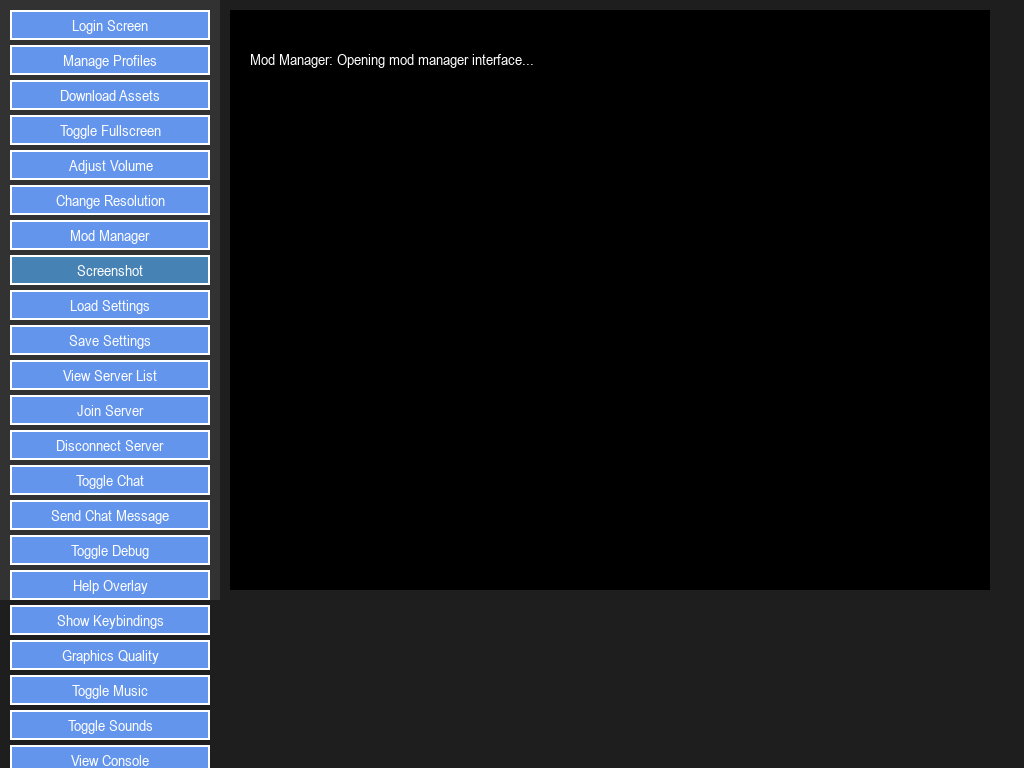 Login Screen
Manage Profiles
Download Assets
Toggle Fullscreen
Adjust Volume
Change Resolution
Mod Manager
Screenshot
Load Settings
Save Settings
View Server List
Join Server
Disconnect Server
Toggle Chat
Send Chat Message
Toggle Debug
Help Overlay
Show Keybindings
Graphics Quality
Toggle Music
Toggle Sounds
View Console
Mod Manager: Opening mod manager interface...